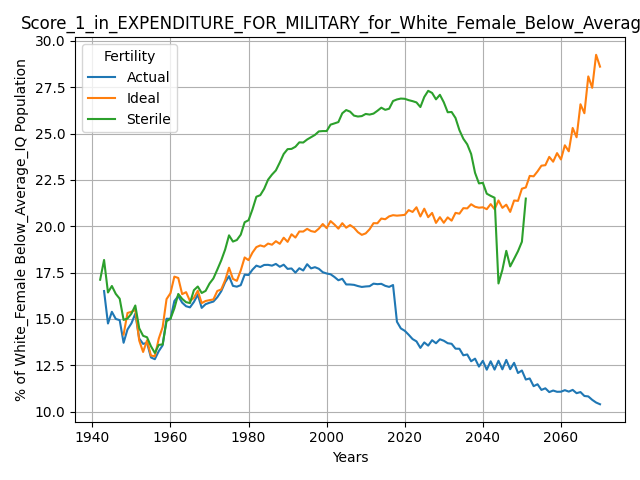 Score_1_in_EXPENDITURE_FOR_MILITARY_for_White_Female_Below_Averag
30.0
27.5
25.0
22.5
20.0
17.5
15.0
12.5
10.0
% of White_Female Below_Average_IQ Population
Fertility
Actual
Ideal
Sterile
1940 1960 1980 2000 2020 2040 2060
Years